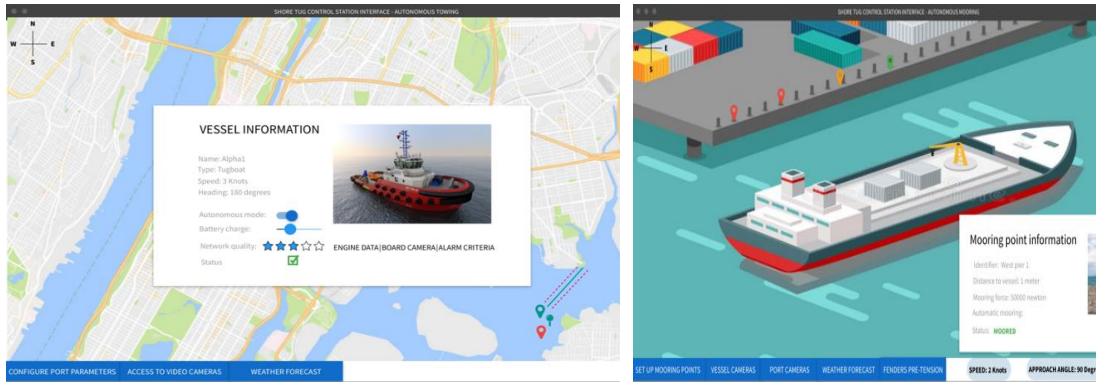 SHORE TUG CONTROL STATION INTERFACE - AUTONOMOUS TOWING
N
W E
S
VESSEL INFORMATION
Name: Alpha1
Type: Tugboat
Speed: 3 Knots
Heading: 180 degrees
Autonomous mode:
Battery charge:
Network quality:
ENGINE DATA|BOARD CAMERA|ALARM CRITERIA
Status
CONFIGURE PORT PARAMETERS ACCESS TO VIDEO CAMERAS WEATHER FORECAST
SHORE TUG CONTROL STATION INTERFACE - AUTONOMOUS MOORING
N
E
S
Mooring point information
Identifier: West pier 1
Distance to vessel: 1 meter
Mooring force: 50000 newton
Automatic mooring:
Status: MOORED
SET UP MOORING POINTS VESSEL CAMERAS PORT CAMERAS WEATHER FORECAST FENDERS PRE-TENSION SPEED: 2 Knots APPROACH ANGLE: 90 Degr